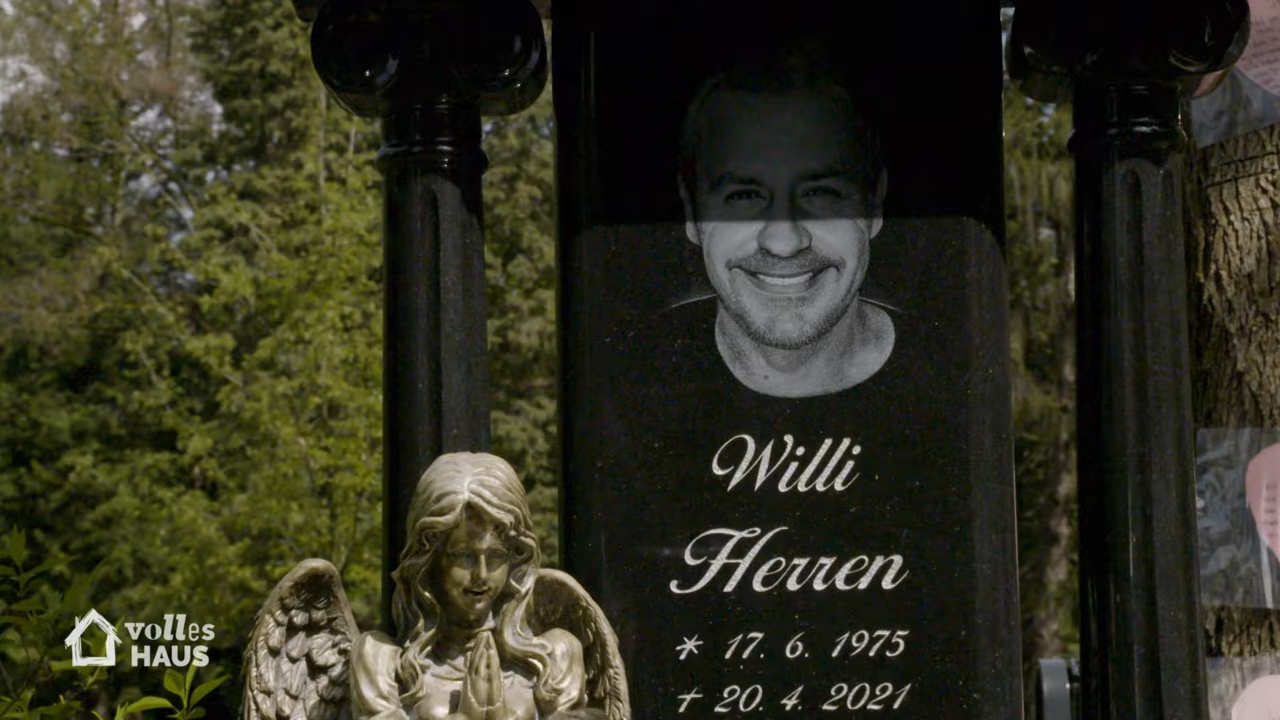 Willi
Herren
* 17. 6. 1975
† 20. 4. 2021
volles
HAUS